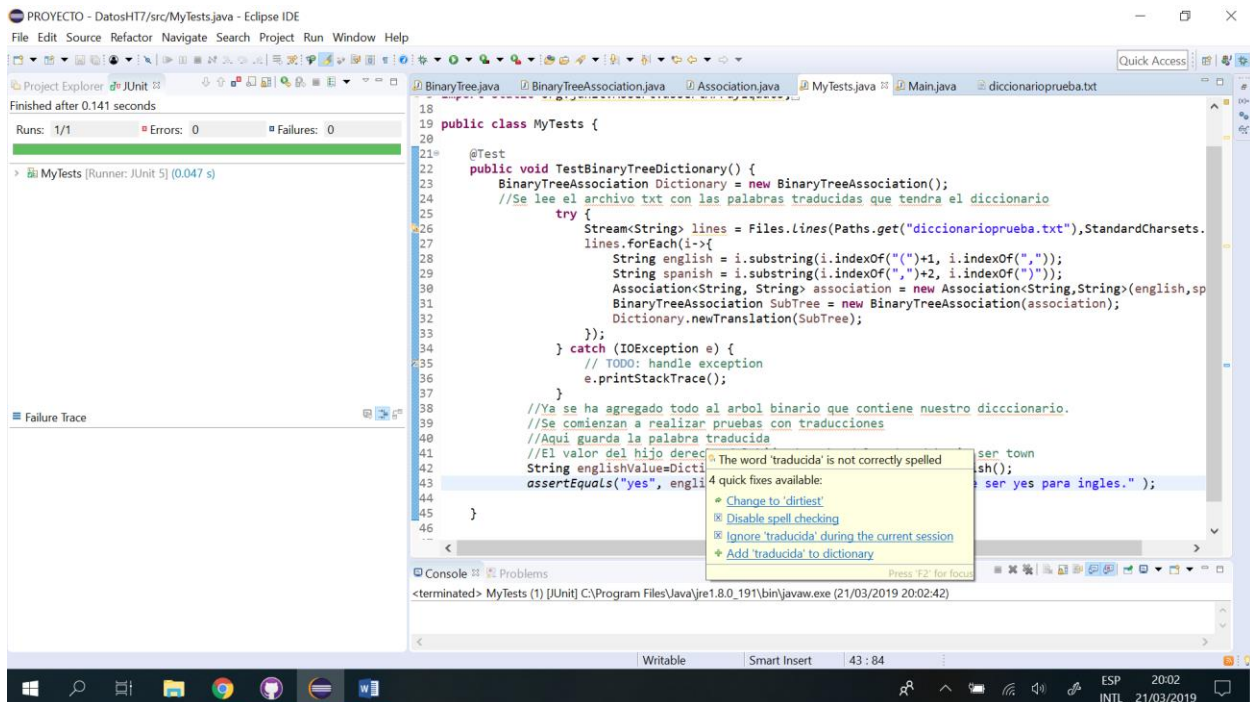 PROYECTO - DatosHT7/src/MyTests.java - Eclipse IDE
File Edit Source Refactor Navigate Search Project Run Window Help
Quick Access
Project Explorer JUnit
BinaryTree.java BinaryTreeAssociation.java Association.java MyTests.java Main.java diccionarioprueba.txt
Finished after 0.141 seconds
Runs: 1/1 Errors: 0 Failures: 0
MyTests [Runner: JUnit 5] (0.047 s)
Failure Trace
18
19 public class MyTests {
20
21 @Test
22 public void TestBinaryTreeDictionary() {
23 BinaryTreeAssociation Dictionary = new BinaryTreeAssociation();
24 //Se lee el archivo txt con las palabras traducidas que tendra el diccionario
25 try {
26 Stream<String> lines = Files.lines(Paths.get("diccionarioprueba.txt"),StandardCharsets.
27 lines.forEach(i->{
28 String english = i.substring(i.indexOf("(")+1, i.indexOf(","));
29 String spanish = i.substring(i.indexOf(",")+2, i.indexOf(")"));
30 Association<String, String> association = new Association<String,String>(english,sp
31 BinaryTreeAssociation SubTree = new BinaryTreeAssociation(association);
32 Dictionary.newTranslation(SubTree);
33 });
34 } catch (IOException e) {
35 // TODO: handle exception
36 e.printStackTrace();
37 }
38 //Ya se ha agregado todo al arbol binario que contiene nuestro dicccionario.
39 //Se comienzan a realizar pruebas con traducciones
40 //Aqui guarda la palabra traducida
41 //El valor del hijo derec ser town
42 String englishValue=Dicti sh();
43 assertEquals("yes", engli ser yes para ingles." );
44
45 }
46
The word 'traducida' is not correctly spelled
4 quick fixes available:
Change to 'dirtiest'
Disable spell checking
Ignore 'traducida' during the current session
Add 'traducida' to dictionary
Press 'F2' for focus
Console Problems
<terminated> MyTests (1) [JUnit] C:\Program Files\Java\jre1.8.0_191\bin\javaw.exe (21/03/2019 20:02:42)
Writable Smart Insert 43 : 84
ESP 20:02
INTL 21/03/2019